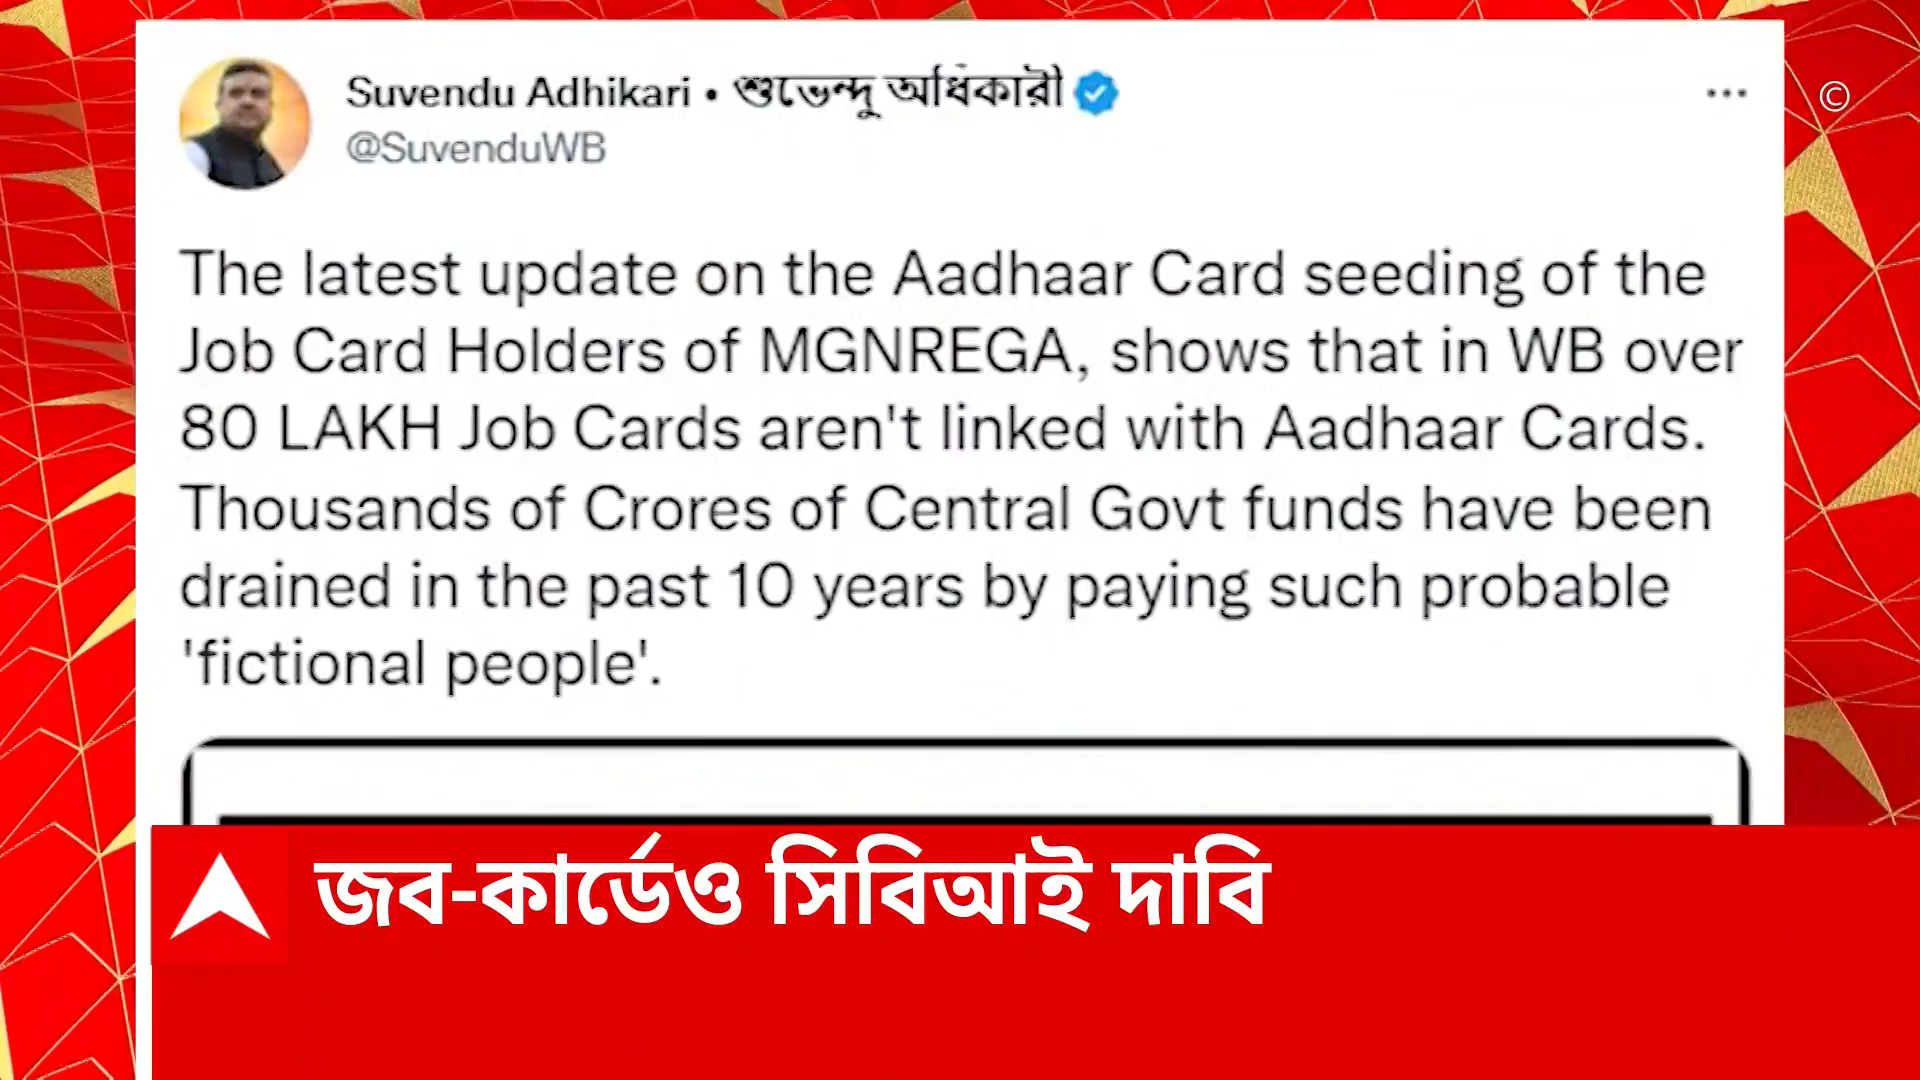 Suvendu Adhikari • শুভেন্দু অধিকারী
@SuvenduWB
©
The latest update on the Aadhaar Card seeding of the
Job Card Holders of MGNREGA, shows that in WB over
80 LAKH Job Cards aren't linked with Aadhaar Cards.
Thousands of Crores of Central Govt funds have been
drained in the past 10 years by paying such probable
'fictional people'.
জব-কার্ডেও সিবিআই দাবি